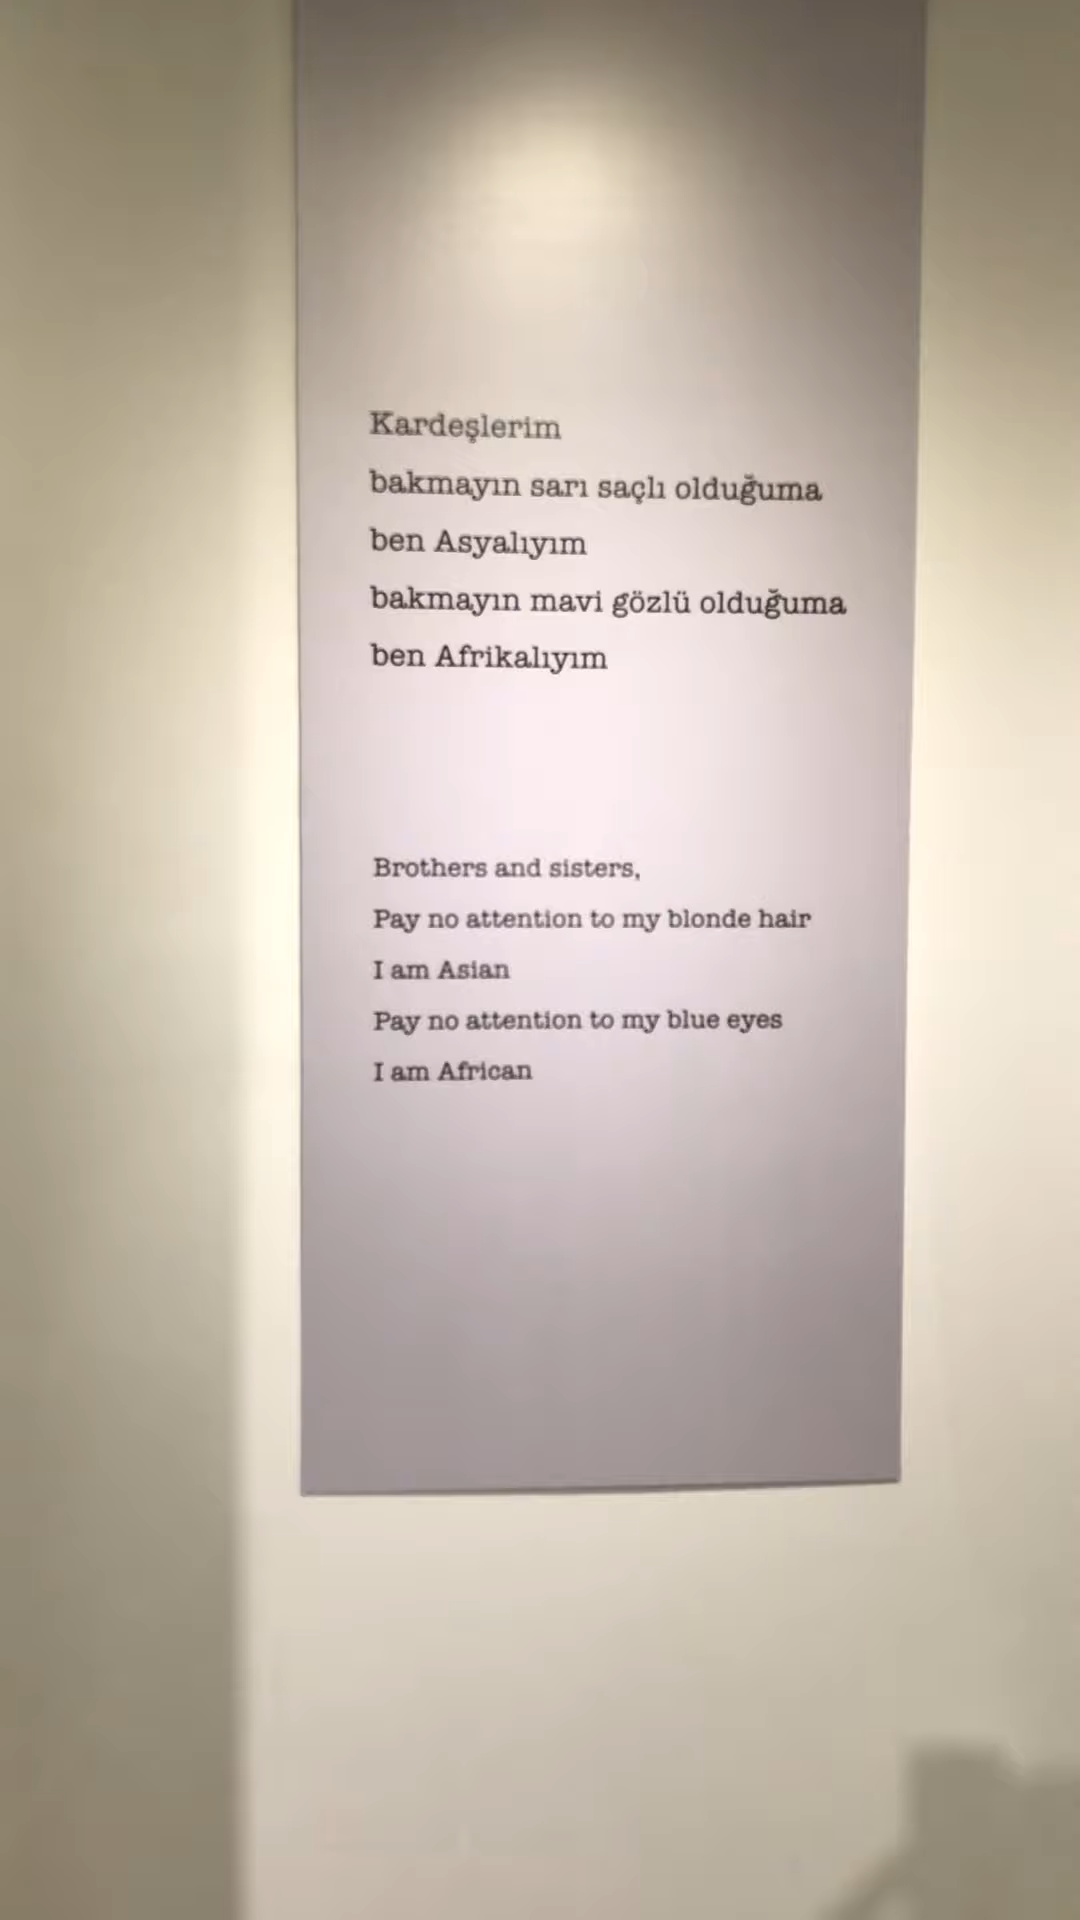 Kardeşlerim
bakmayın sarı saçlı olduğuma
ben Asyalıyım
bakmayın mavi gözlü olduğuma
ben Afrikalıyım
Brothers and sisters,
Pay no attention to my blonde hair
I am Asian
Pay no attention to my blue eyes
I am African